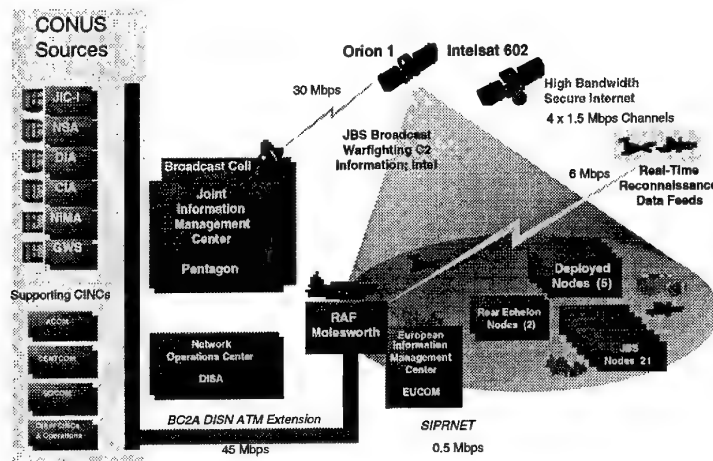 CONUS
Sources
JIC-I
NSA
DIA
CIA
NIMA
GWS
Supporting CINCs
ACOM
CENTCOM
SOCOM
& Operations
Orion 1
Intelsat 602
30 Mbps
High Bandwidth
Secure Internet
4 x 1.5 Mbps Channels
JBS Broadcast
Warfighting C2
Information; Intel
6 Mbps
Real-Time
Reconnaissance
Data Feeds
Broadcast Cell
Joint
Information
Management
Center
Pentagon
Deployed
Nodes (5)
Rear Echelon
Nodes (2)
JBS
Nodes 21
RAF
Molesworth
Network
Operations Center
DISA
European
Information
Management
Center
EUCOM
BC2A DISN ATM Extension
45 Mbps
SIPRNET
0.5 Mbps